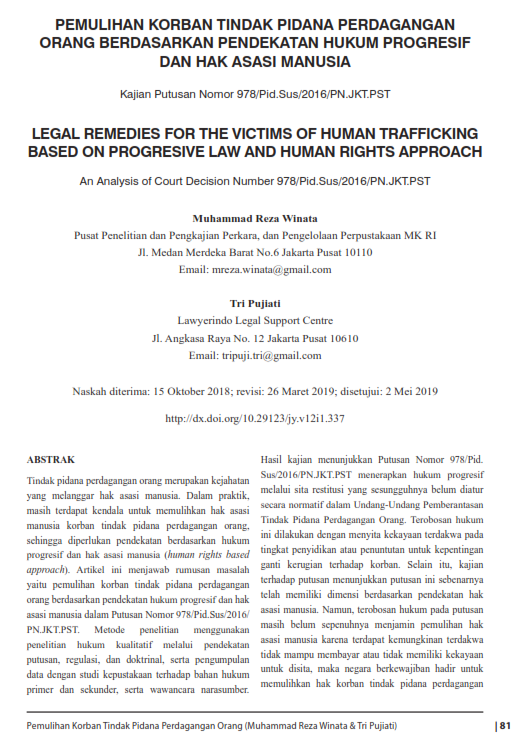 PEMULIHAN KORBAN TINDAK PIDANA PERDAGANGAN
ORANG BERDASARKAN PENDEKATAN HUKUM PROGRESIF
DAN HAK ASASI MANUSIA
Kajian Putusan Nomor 978/Pid.Sus/2016/PN.JKT.PST
LEGAL REMEDIES FOR THE VICTIMS OF HUMAN TRAFFICKING
BASED ON PROGRESIVE LAW AND HUMAN RIGHTS APPROACH
An Analysis of Court Decision Number 978/Pid.Sus/2016/PN.JKT.PST
Muhammad Reza Winata
Pusat Penelitian dan Pengkajian Perkara, dan Pengelolaan Perpustakaan MK RI
Jl. Medan Merdeka Barat No.6 Jakarta Pusat 10110
Email: mreza.winata@gmail.com
Tri Pujiati
Lawyerindo Legal Support Centre
Jl. Angkasa Raya No. 12 Jakarta Pusat 10610
Email: tripuji.tri@gmail.com
Naskah diterima: 15 Oktober 2018; revisi: 26 Maret 2019; disetujui: 2 Mei 2019
http://dx.doi.org/10.29123/jy.v12i1.337
ABSTRAK
Tindak pidana perdagangan orang merupakan kejahatan
yang melanggar hak asasi manusia. Dalam praktik,
masih terdapat kendala untuk memulihkan hak asasi
manusia korban tindak pidana perdagangan orang,
sehingga diperlukan pendekatan berdasarkan hukum
progresif dan hak asasi manusia (human rights based
approach). Artikel ini menjawab rumusan masalah
yaitu pemulihan korban tindak pidana perdagangan
orang berdasarkan pendekatan hukum progresif dan hak
asasi manusia dalam Putusan Nomor 978/Pid.Sus/2016/
PN.JKT.PST. Metode penelitian menggunakan
penelitian hukum kualitatif melalui pendekatan
putusan, regulasi, dan doktrinal, serta pengumpulan
data dengan studi kepustakaan terhadap bahan hukum
primer dan sekunder, serta wawancara narasumber.
Hasil kajian menunjukkan Putusan Nomor 978/Pid.
Sus/2016/PN.JKT.PST menerapkan hukum progresif
melalui sita restitusi yang sesungguhnya belum diatur
secara normatif dalam Undang-Undang Pemberantasan
Tindak Pidana Perdagangan Orang. Terobosan hukum
ini dilakukan dengan menyita kekayaan terdakwa pada
tingkat penyidikan atau penuntutan untuk kepentingan
ganti kerugian terhadap korban. Selain itu, kajian
terhadap putusan menunjukkan putusan ini sebenarnya
telah memiliki dimensi berdasarkan pendekatan hak
asasi manusia. Namun, terobosan hukum pada putusan
masih belum sepenuhnya menjamin pemulihan hak
asasi manusia karena terdapat kemungkinan terdakwa
tidak mampu membayar atau tidak memiliki kekayaan
untuk disita, maka negara berkewajiban hadir untuk
memulihkan hak korban tindak pidana perdagangan
Pemulihan Korban Tindak Pidana Perdagangan Orang (Muhammad Reza Winata & Tri Pujiati) | 81